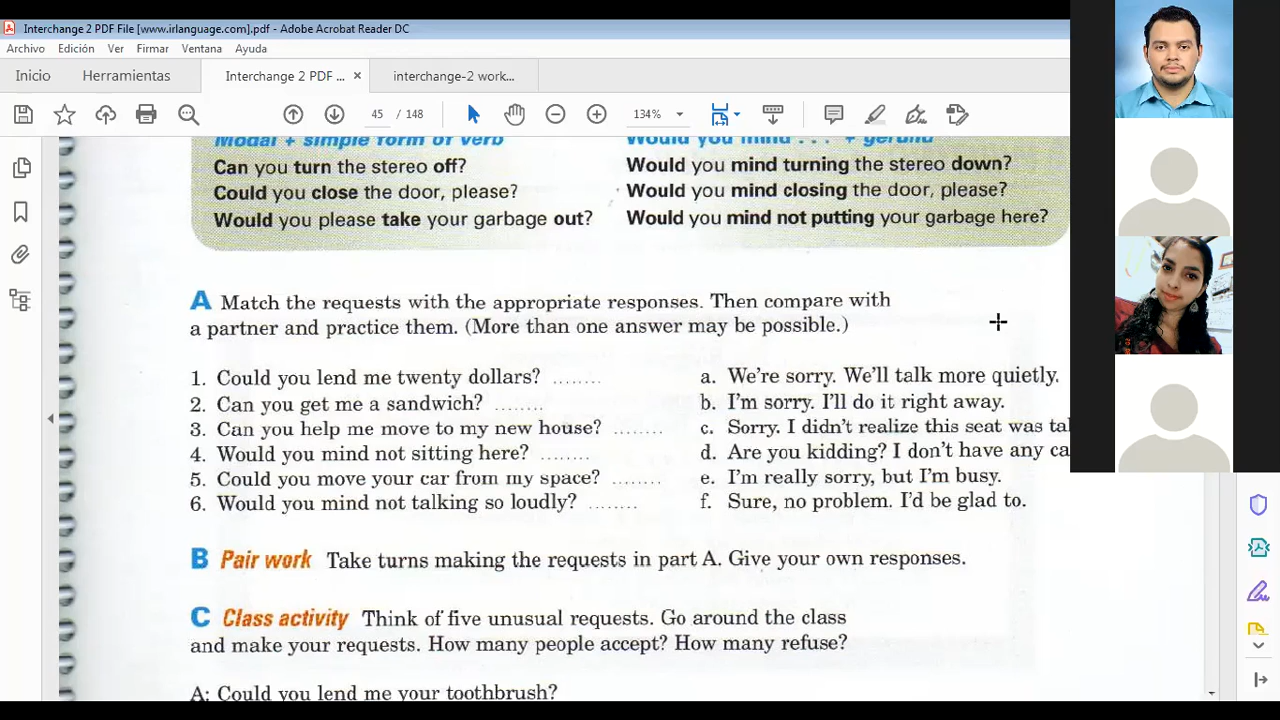 Interchange 2 PDF File [www.irlanguage.com].pdf - Adobe Acrobat Reader DC
Archivo Edición Ver Firmar Ventana Ayuda
Inicio Herramientas Interchange 2 PDF ... × interchange-2 work...
45 / 148 134%
Modal + simple form of verb Would you mind . . . + gerund
Can you turn the stereo off? Would you mind turning the stereo down?
Could you close the door, please? Would you mind closing the door, please?
Would you please take your garbage out? Would you mind not putting your garbage here?
A Match the requests with the appropriate responses. Then compare with
a partner and practice them. (More than one answer may be possible.)
1. Could you lend me twenty dollars? ........ a. We're sorry. We'll talk more quietly.
2. Can you get me a sandwich? ........ b. I'm sorry. I'll do it right away.
3. Can you help me move to my new house? ........ c. Sorry. I didn't realize this seat was
4. Would you mind not sitting here? ........ d. Are you kidding? I don't have any
5. Could you move your car from my space? ........ e. I'm really sorry, but I'm busy.
6. Would you mind not talking so loudly? ........ f. Sure, no problem. I'd be glad to.
B Pair work Take turns making the requests in part A. Give your own responses.
C Class activity Think of five unusual requests. Go around the class
and make your requests. How many people accept? How many refuse?
A: Could you lend me your toothbrush?